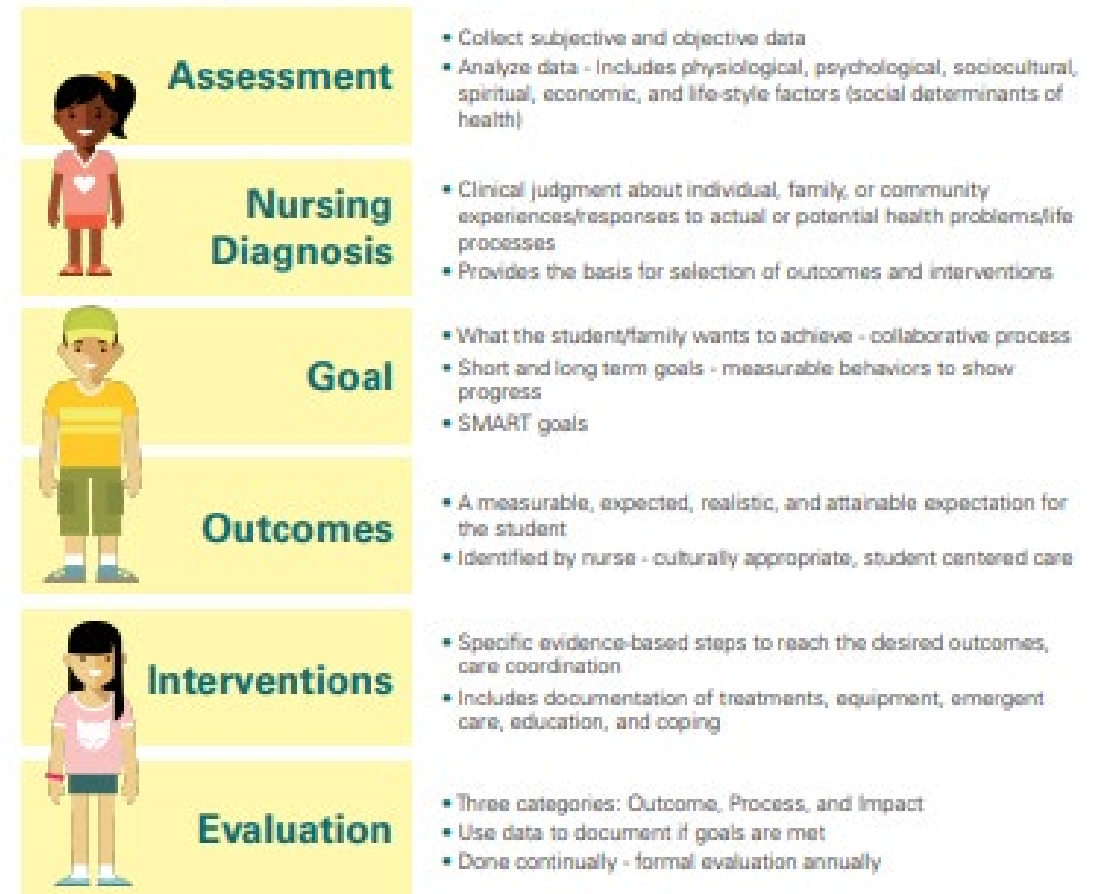 Assessment
• Collect subjective and objective data
• Analyze data - Includes physiological, psychological, sociocultural,
spiritual, economic, and life-style factors (social determinants of
health)
Nursing
Diagnosis
• Clinical judgment about individual, family, or community
experiences/responses to actual or potential health problems/life
processes
• Provides the basis for selection of outcomes and interventions
Goal
• What the student/family wants to achieve - collaborative process
• Short and long term goals - measurable behaviors to show
progress
• SMART goals
Outcomes
• A measurable, expected, realistic, and attainable expectation for
the student
• Identified by nurse - culturally appropriate, student centered care
Interventions
• Specific evidence-based steps to reach the desired outcomes,
care coordination
• Includes documentation of treatments, equipment, emergent
care, education, and coping
Evaluation
• Three categories: Outcome, Process, and Impact
• Use data to document if goals are met
• Done continually - formal evaluation annually